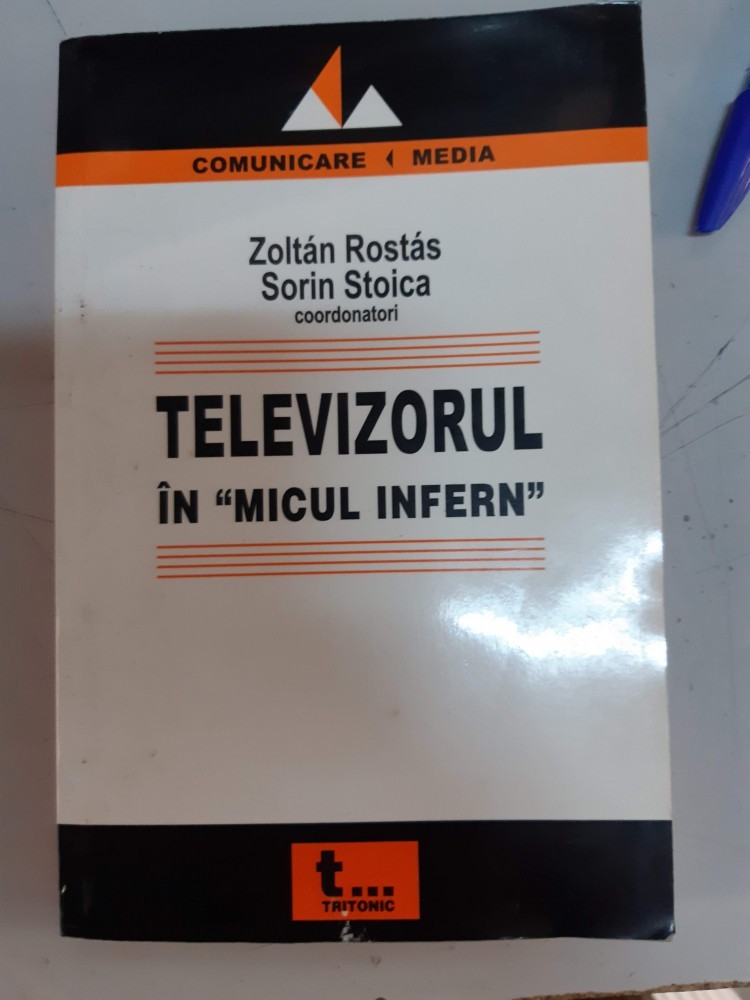 COMUNICARE MEDIA
Zoltán Rostás
Sorin Stoica
coordonatori
TELEVIZORUL
ÎN “MICUL INFERN”
t...
TRITONIC